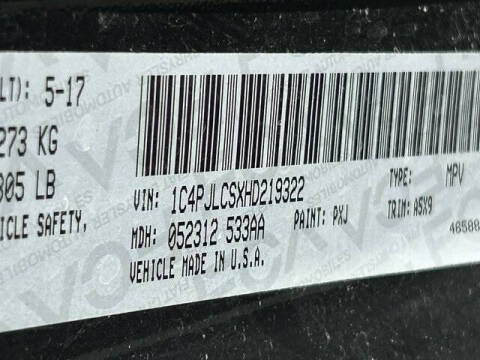 LT): 5-17
273 KG
305 LB
ICLE SAFETY,
VIN: 1C4PJLCSXHD219322
TYPE: MPV
MDH: 052312 533AA
PAINT: PXJ
TRIM: A5X9
VEHICLE MADE IN U.S.A.
46588